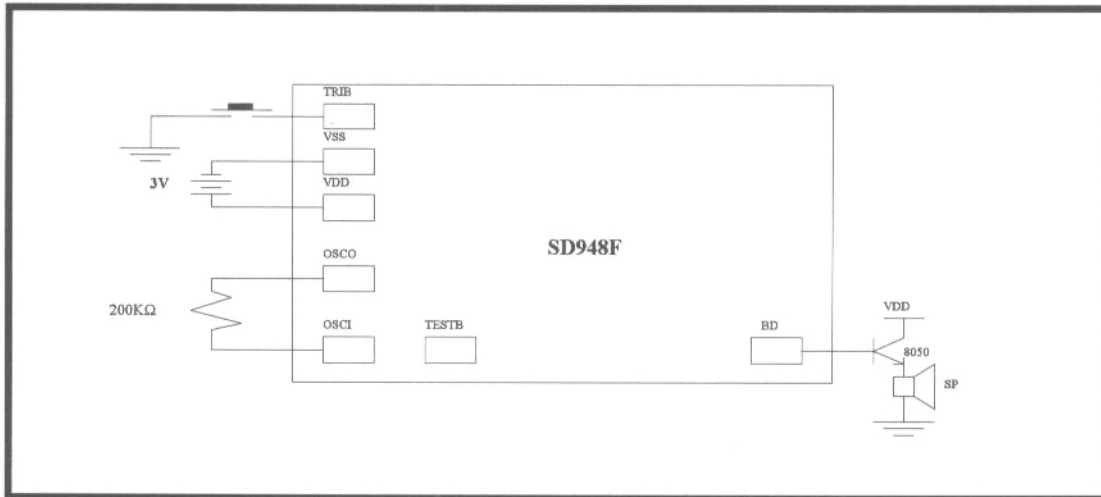 TRIB
VSS
3V
VDD
SD948F
OSCO
200KΩ
OSCI
TESTB
BD
VDD
8050
SP